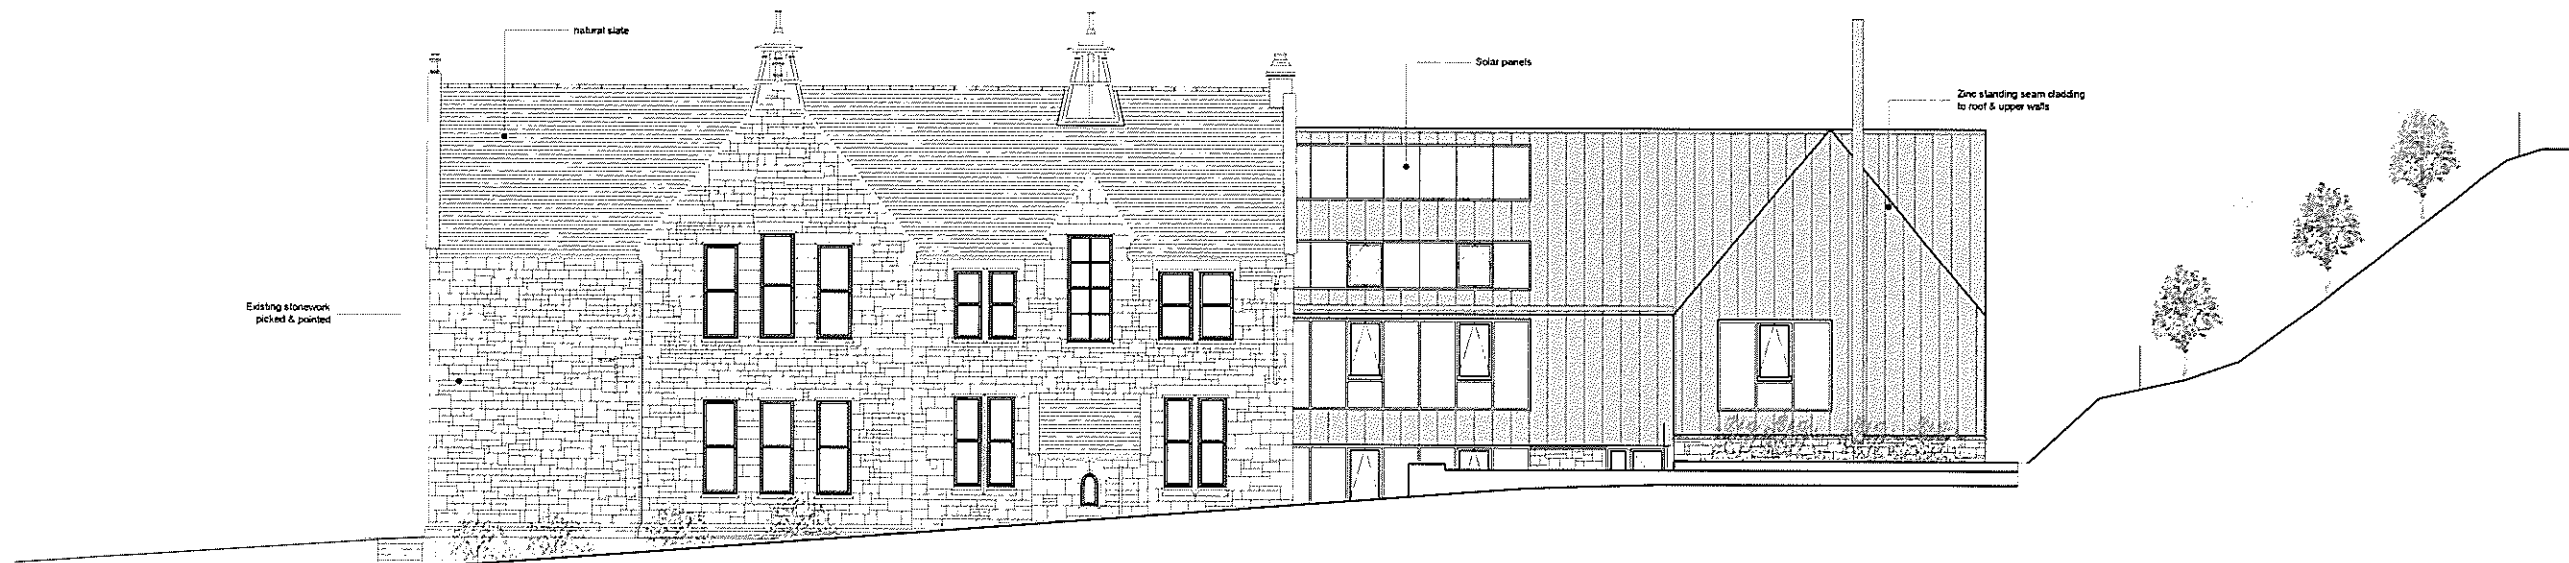 natural slate
Solar panels
Zinc standing seam cladding
to roof & upper walls
Existing stonework
picked & pointed